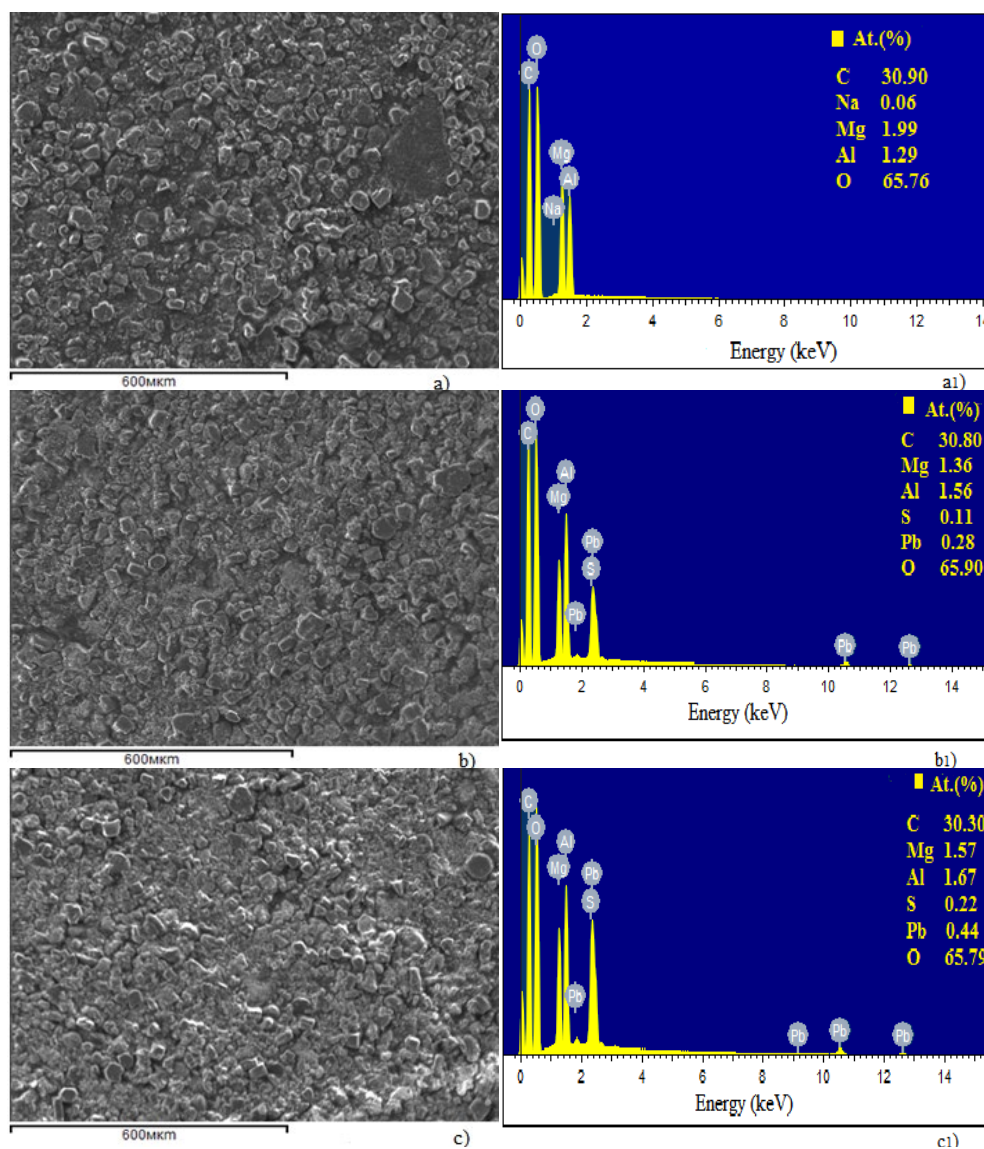 600мкm
a)
O
C
Mg
Al
Na
At.(%)
C 30.90
Na 0.06
Mg 1.99
Al 1.29
O 65.76
0 2 4 6 8 10 12 14
Energy (keV)
a1)
600мкm
b)
O
C
Al
Mg
Pb
S
Pb
Pb
Pb
At.(%)
C 30.80
Mg 1.36
Al 1.56
S 0.11
Pb 0.28
O 65.90
0 2 4 6 8 10 12 14
Energy (keV)
b1)
600мкm
c)
C
O
Al
Mg
Pb
S
Pb
Pb
Pb
Pb
At.(%)
C 30.30
Mg 1.57
Al 1.67
S 0.22
Pb 0.44
O 65.79
0 2 4 6 8 10 12 14
Energy (keV)
c1)